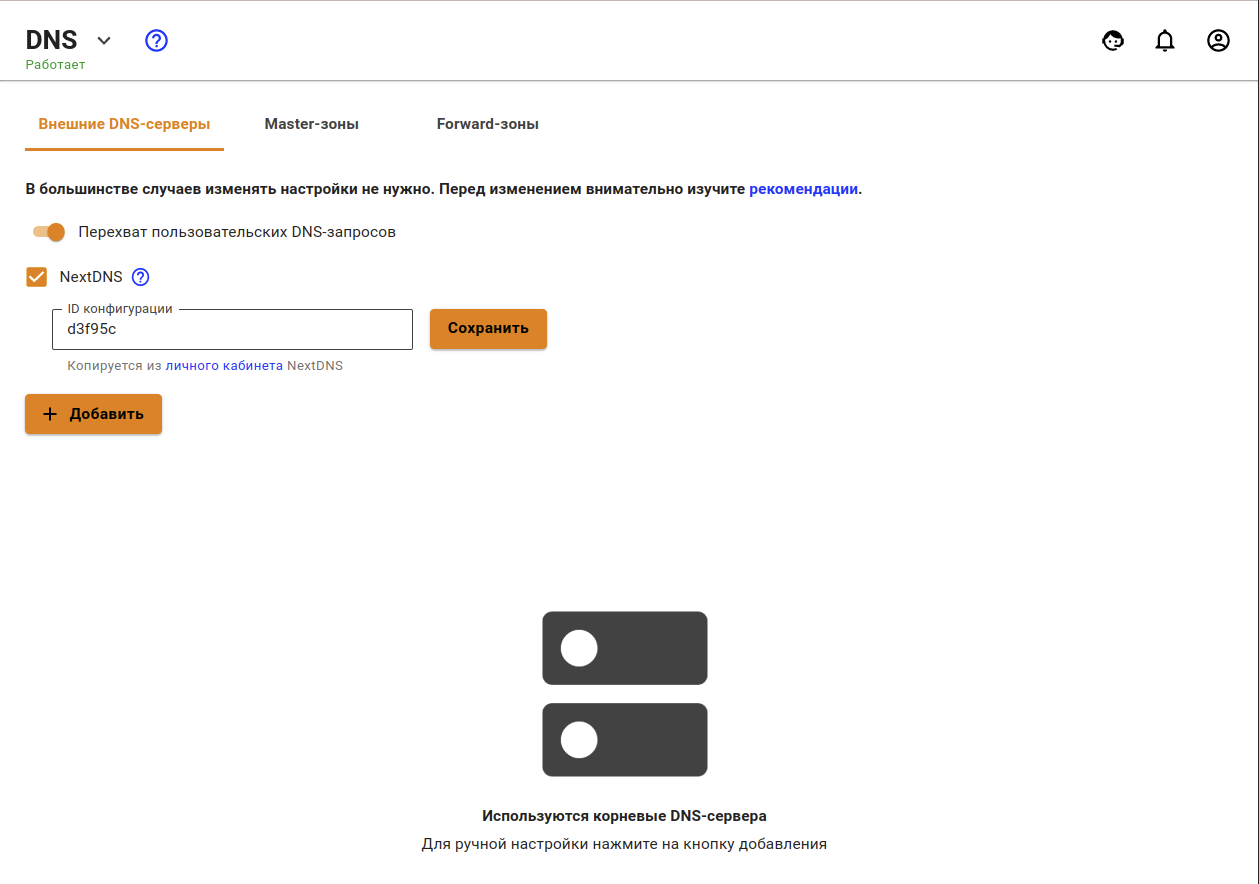 DNS
Работает
Внешние DNS-серверы Master-зоны Forward-зоны
В большинстве случаев изменять настройки не нужно. Перед изменением внимательно изучите рекомендации.
Перехват пользовательских DNS-запросов
NextDNS
ID конфигурации
d3f95c
Сохранить
Копируется из личного кабинета NextDNS
+ Добавить
Используются корневые DNS-сервера
Для ручной настройки нажмите на кнопку добавления